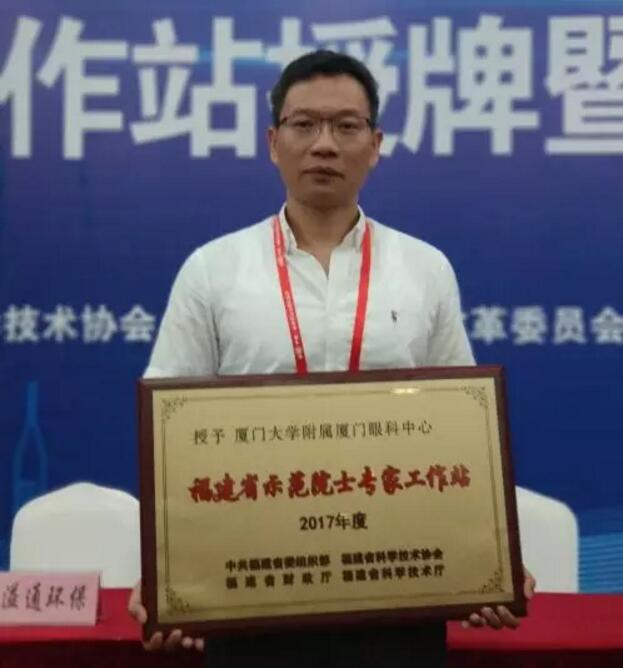 作站授牌暨
技术协会
革委员会
授予 厦门大学附属厦门眼科中心
福建省示范院士专家工作站
2017年度
中共福建省委组织部 福建省科学技术协会
福建省财政厅 福建省科学技术厅
溢通环保